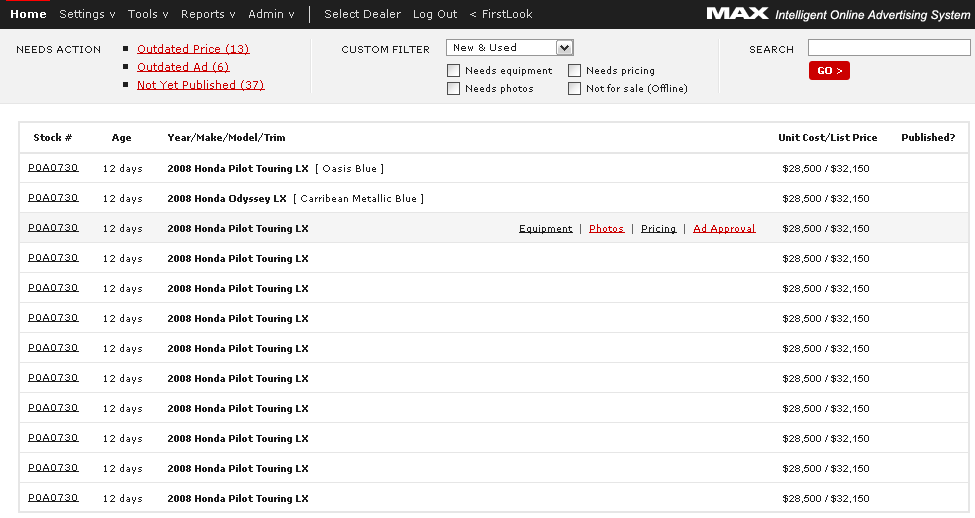 Home Settings v Tools v Reports v Admin v | Select Dealer Log Out < FirstLook MAX Intelligent Online Advertising System
NEEDS ACTION Outdated Price (13) CUSTOM FILTER New & Used SEARCH
Outdated Ad (6) Needs equipment Needs pricing GO >
Not Yet Published (37) Needs photos Not for sale (Offline)
Stock # Age Year/Make/Model/Trim Unit Cost/List Price Published?
P0A0730 12 days 2008 Honda Pilot Touring LX [ Oasis Blue ] $28,500 / $32,150
P0A0730 12 days 2008 Honda Odyssey LX [ Carribean Metallic Blue ] $28,500 / $32,150
P0A0730 12 days 2008 Honda Pilot Touring LX Equipment | Photos | Pricing | Ad Approval $28,500 / $32,150
P0A0730 12 days 2008 Honda Pilot Touring LX $28,500 / $32,150
P0A0730 12 days 2008 Honda Pilot Touring LX $28,500 / $32,150
P0A0730 12 days 2008 Honda Pilot Touring LX $28,500 / $32,150
P0A0730 12 days 2008 Honda Pilot Touring LX $28,500 / $32,150
P0A0730 12 days 2008 Honda Pilot Touring LX $28,500 / $32,150
P0A0730 12 days 2008 Honda Pilot Touring LX $28,500 / $32,150
P0A0730 12 days 2008 Honda Pilot Touring LX $28,500 / $32,150
P0A0730 12 days 2008 Honda Pilot Touring LX $28,500 / $32,150
P0A0730 12 days 2008 Honda Pilot Touring LX $28,500 / $32,150